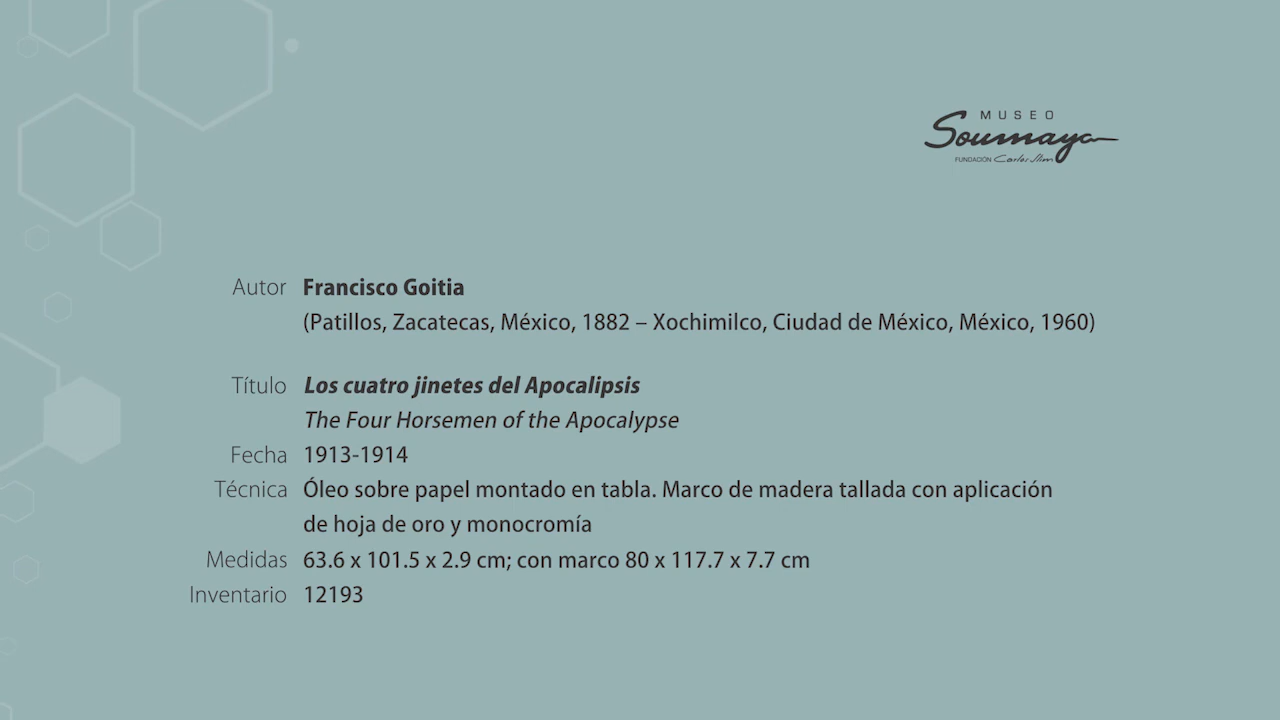 MUSEO
Soumaya
FUNDACIÓN Carlos Slim
Autor Francisco Goitia
(Patillos, Zacatecas, México, 1882 – Xochimilco, Ciudad de México, México, 1960)
Título Los cuatro jinetes del Apocalipsis
The Four Horsemen of the Apocalypse
Fecha 1913-1914
Técnica Óleo sobre papel montado en tabla. Marco de madera tallada con aplicación
de hoja de oro y monocromía
Medidas 63.6 x 101.5 x 2.9 cm; con marco 80 x 117.7 x 7.7 cm
Inventario 12193